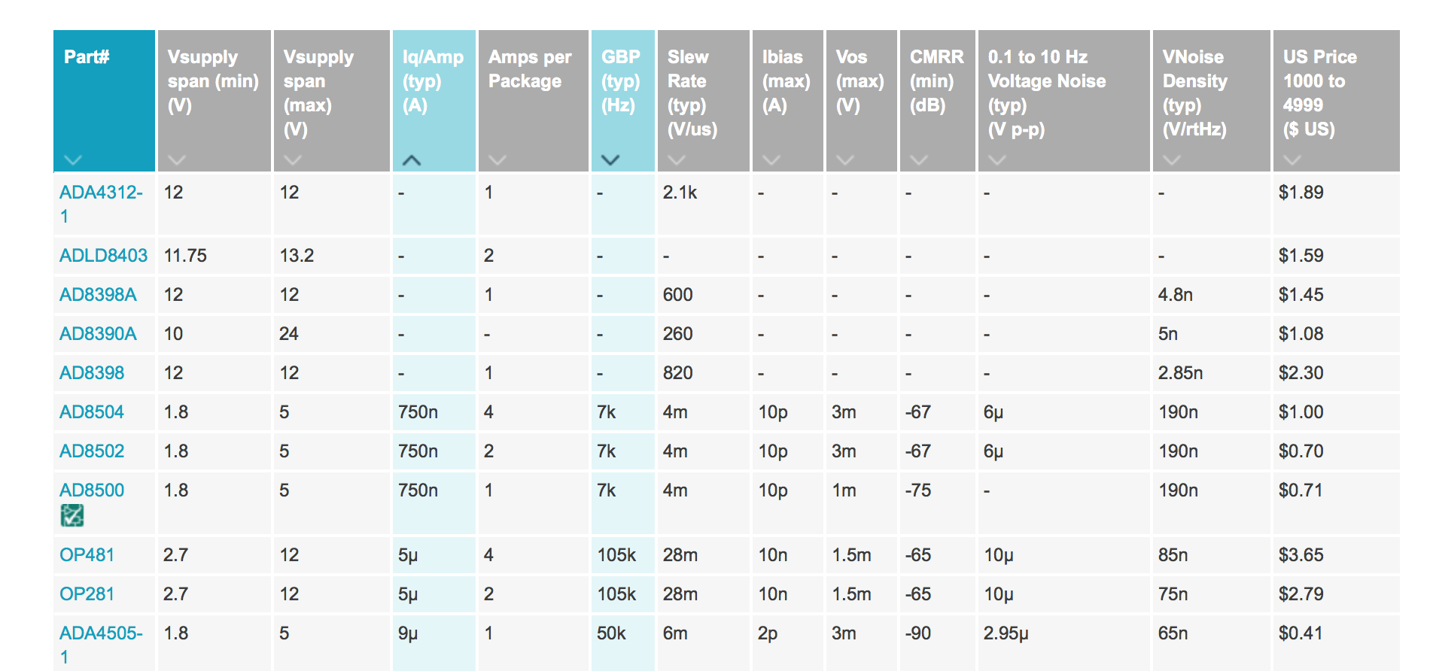 Part# Vsupply span (min) (V) Vsupply span (max) (V) Iq/Amp (typ) (A) Amps per Package GBP (typ) (Hz) Slew Rate (typ) (V/us) Ibias (max) (A) Vos (max) (V) CMRR (min) (dB) 0.1 to 10 Hz Voltage Noise (typ) (V p-p) VNoise Density (typ) (V/rtHz) US Price 1000 to 4999 ($ US)
ADA4312-1 12 12 - 1 - 2.1k - - - - - $1.89
ADLD8403 11.75 13.2 - 2 - - - - - - - $1.59
AD8398A 12 12 - 1 - 600 - - - - 4.8n $1.45
AD8390A 10 24 - - - 260 - - - - 5n $1.08
AD8398 12 12 - 1 - 820 - - - - 2.85n $2.30
AD8504 1.8 5 750n 4 7k 4m 10p 3m -67 6µ 190n $1.00
AD8502 1.8 5 750n 2 7k 4m 10p 3m -67 6µ 190n $0.70
AD8500 1.8 5 750n 1 7k 4m 10p 1m -75 - 190n $0.71
OP481 2.7 12 5µ 4 105k 28m 10n 1.5m -65 10µ 85n $3.65
OP281 2.7 12 5µ 2 105k 28m 10n 1.5m -65 10µ 75n $2.79
ADA4505-1 1.8 5 9µ 1 50k 6m 2p 3m -90 2.95µ 65n $0.41